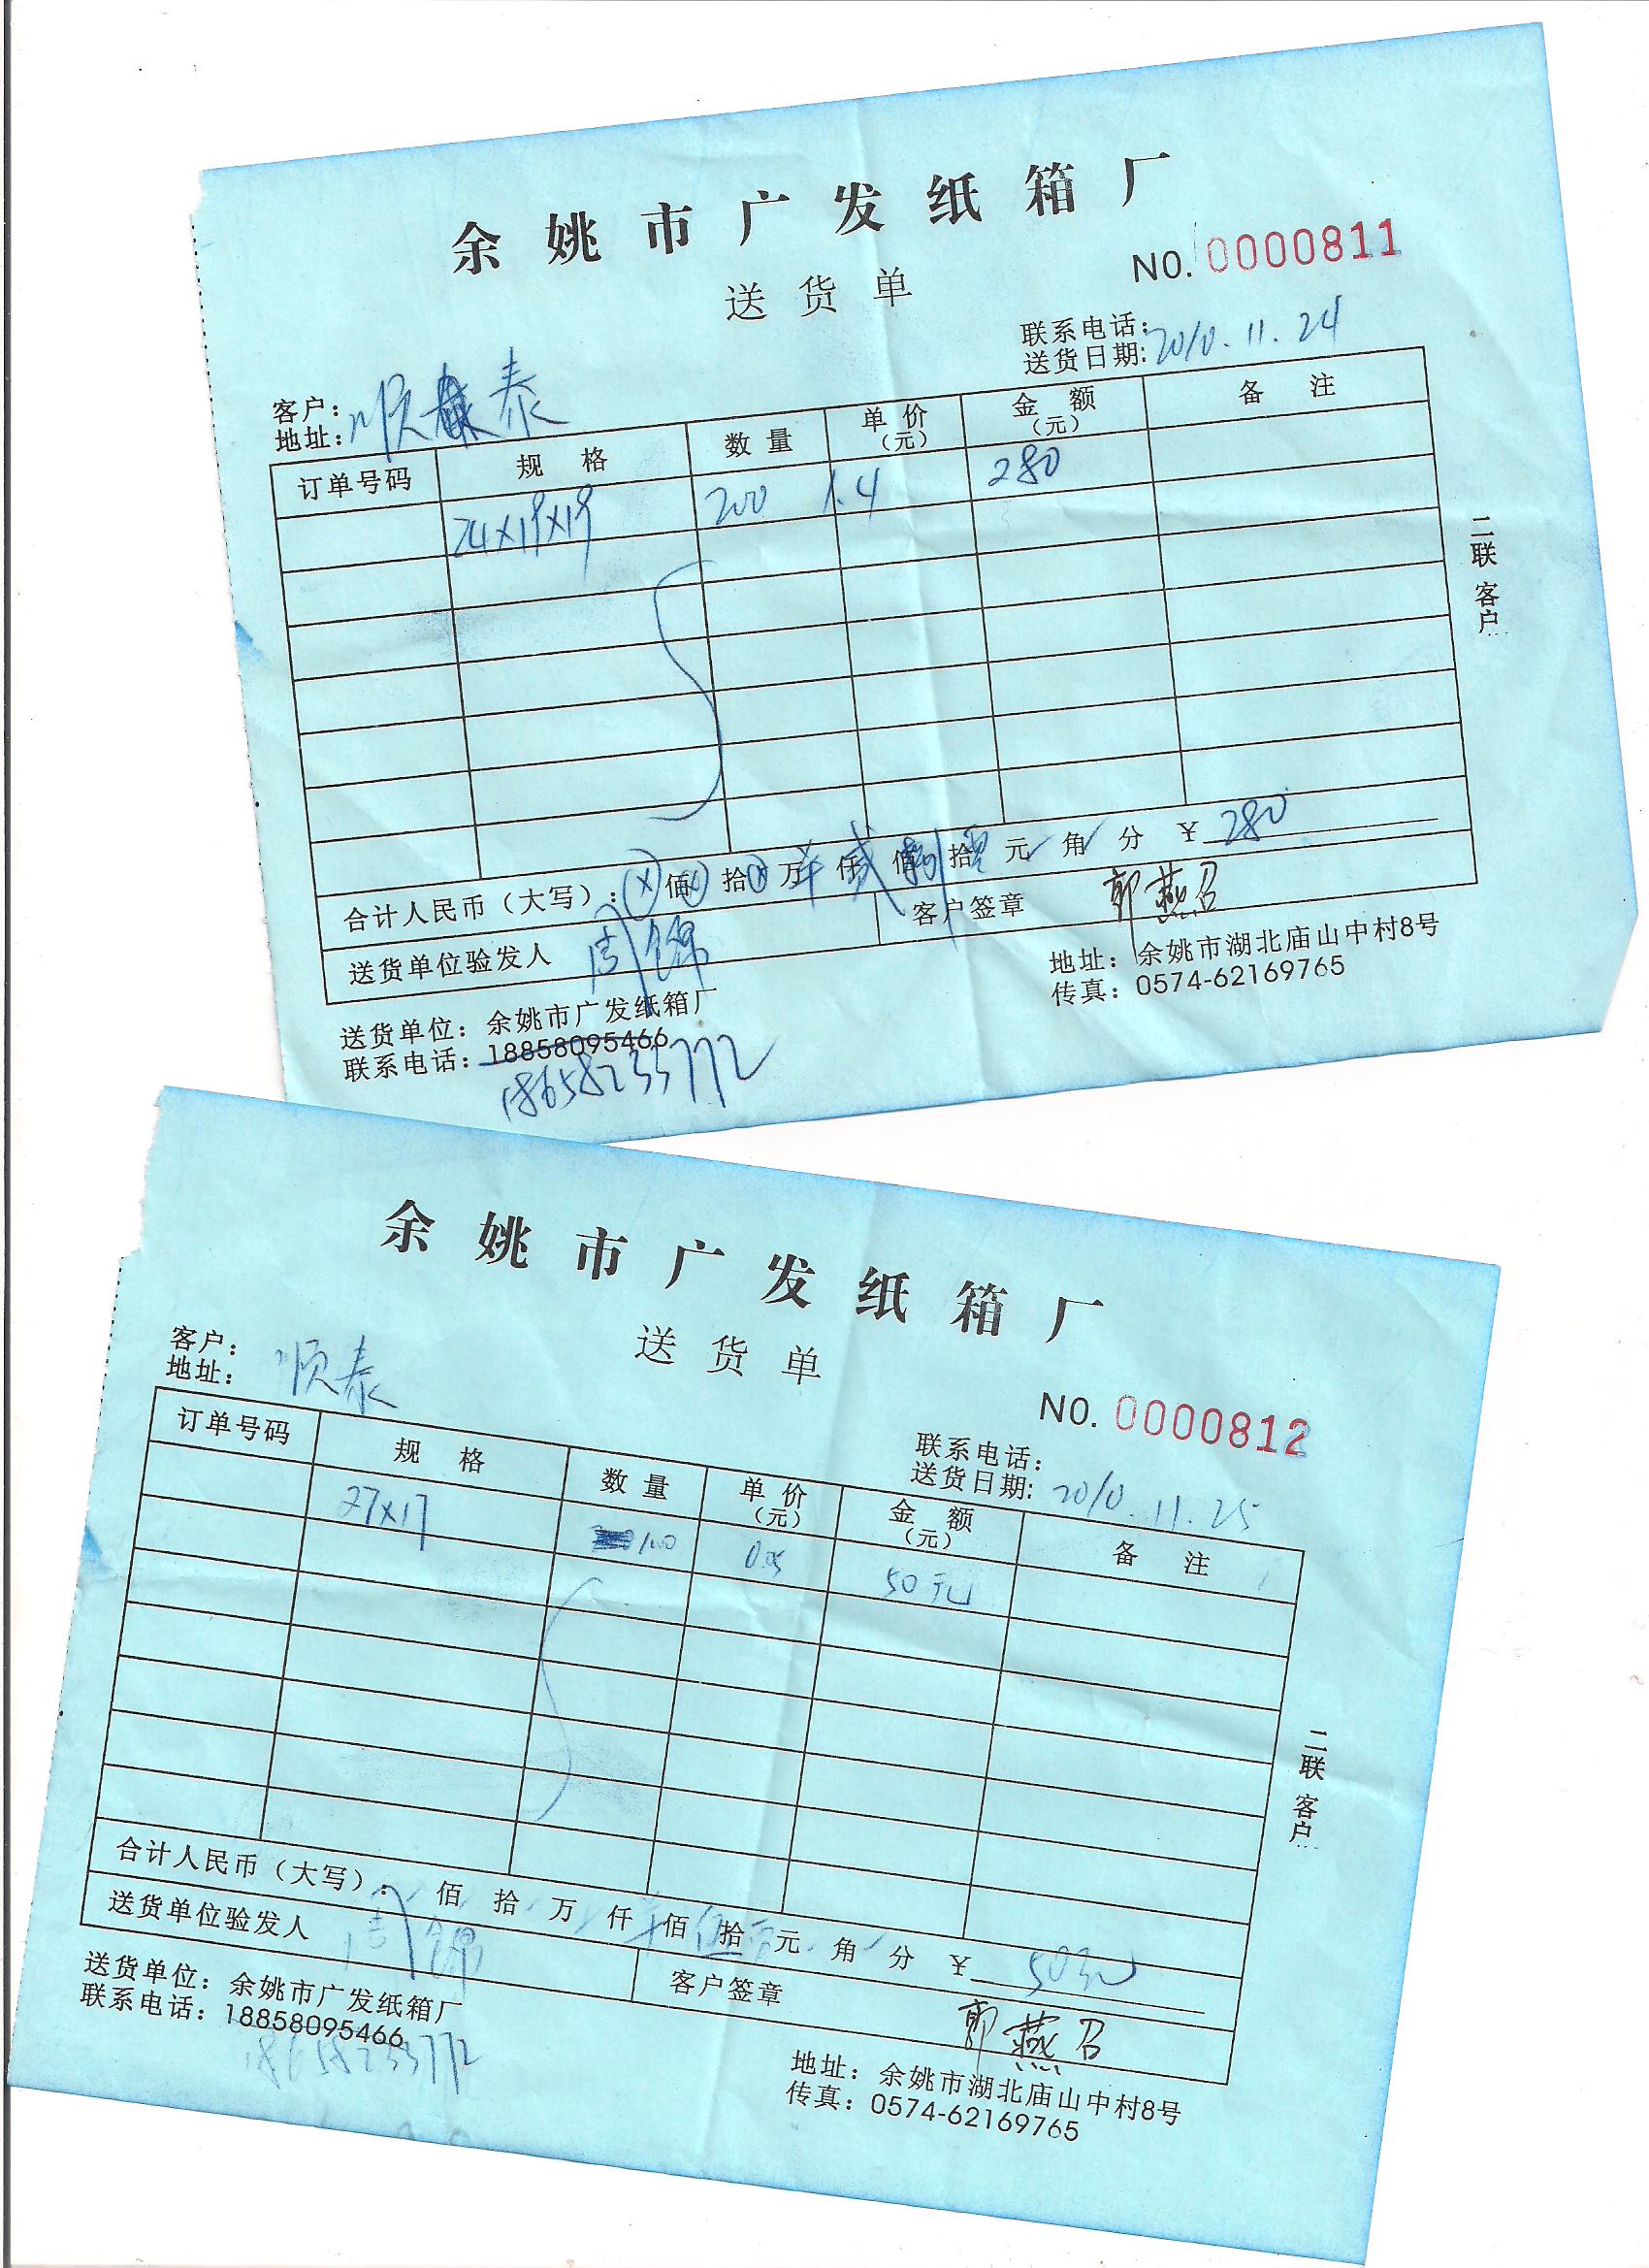 余姚市广发纸箱厂
送货单
NO. 0000811
联系电话:
送货日期: 2010.11.24
客户:
地址: 顺泰
订单号码 规格 数量 单价(元) 金额(元) 备注
24×19×19 200 1.4 280
二联 客户
合计人民币(大写): ⊗ 佰 ⊗ 拾 ⊗ 万 仟 贰 佰 捌 拾 零 元 角 分 ¥ 280
送货单位验发人 周锦 客户签章 郭燕召
送货单位: 余姚市广发纸箱厂
联系电话: 18858095466
18658233772
地址: 余姚市湖北庙山中村8号
传真: 0574-62169765
余姚市广发纸箱厂
送货单
NO. 0000812
客户:
地址: 顺泰
联系电话:
送货日期: 2010.11.25
订单号码 规格 数量 单价(元) 金额(元) 备注
27×17 0.05 50元
二联 客户
合计人民币(大写): 佰 拾 万 仟 佰 伍 拾 元 角 分 ¥ 50元
送货单位验发人 周锦 客户签章 郭燕召
送货单位: 余姚市广发纸箱厂
联系电话: 18858095466
18658233772
地址: 余姚市湖北庙山中村8号
传真: 0574-62169765